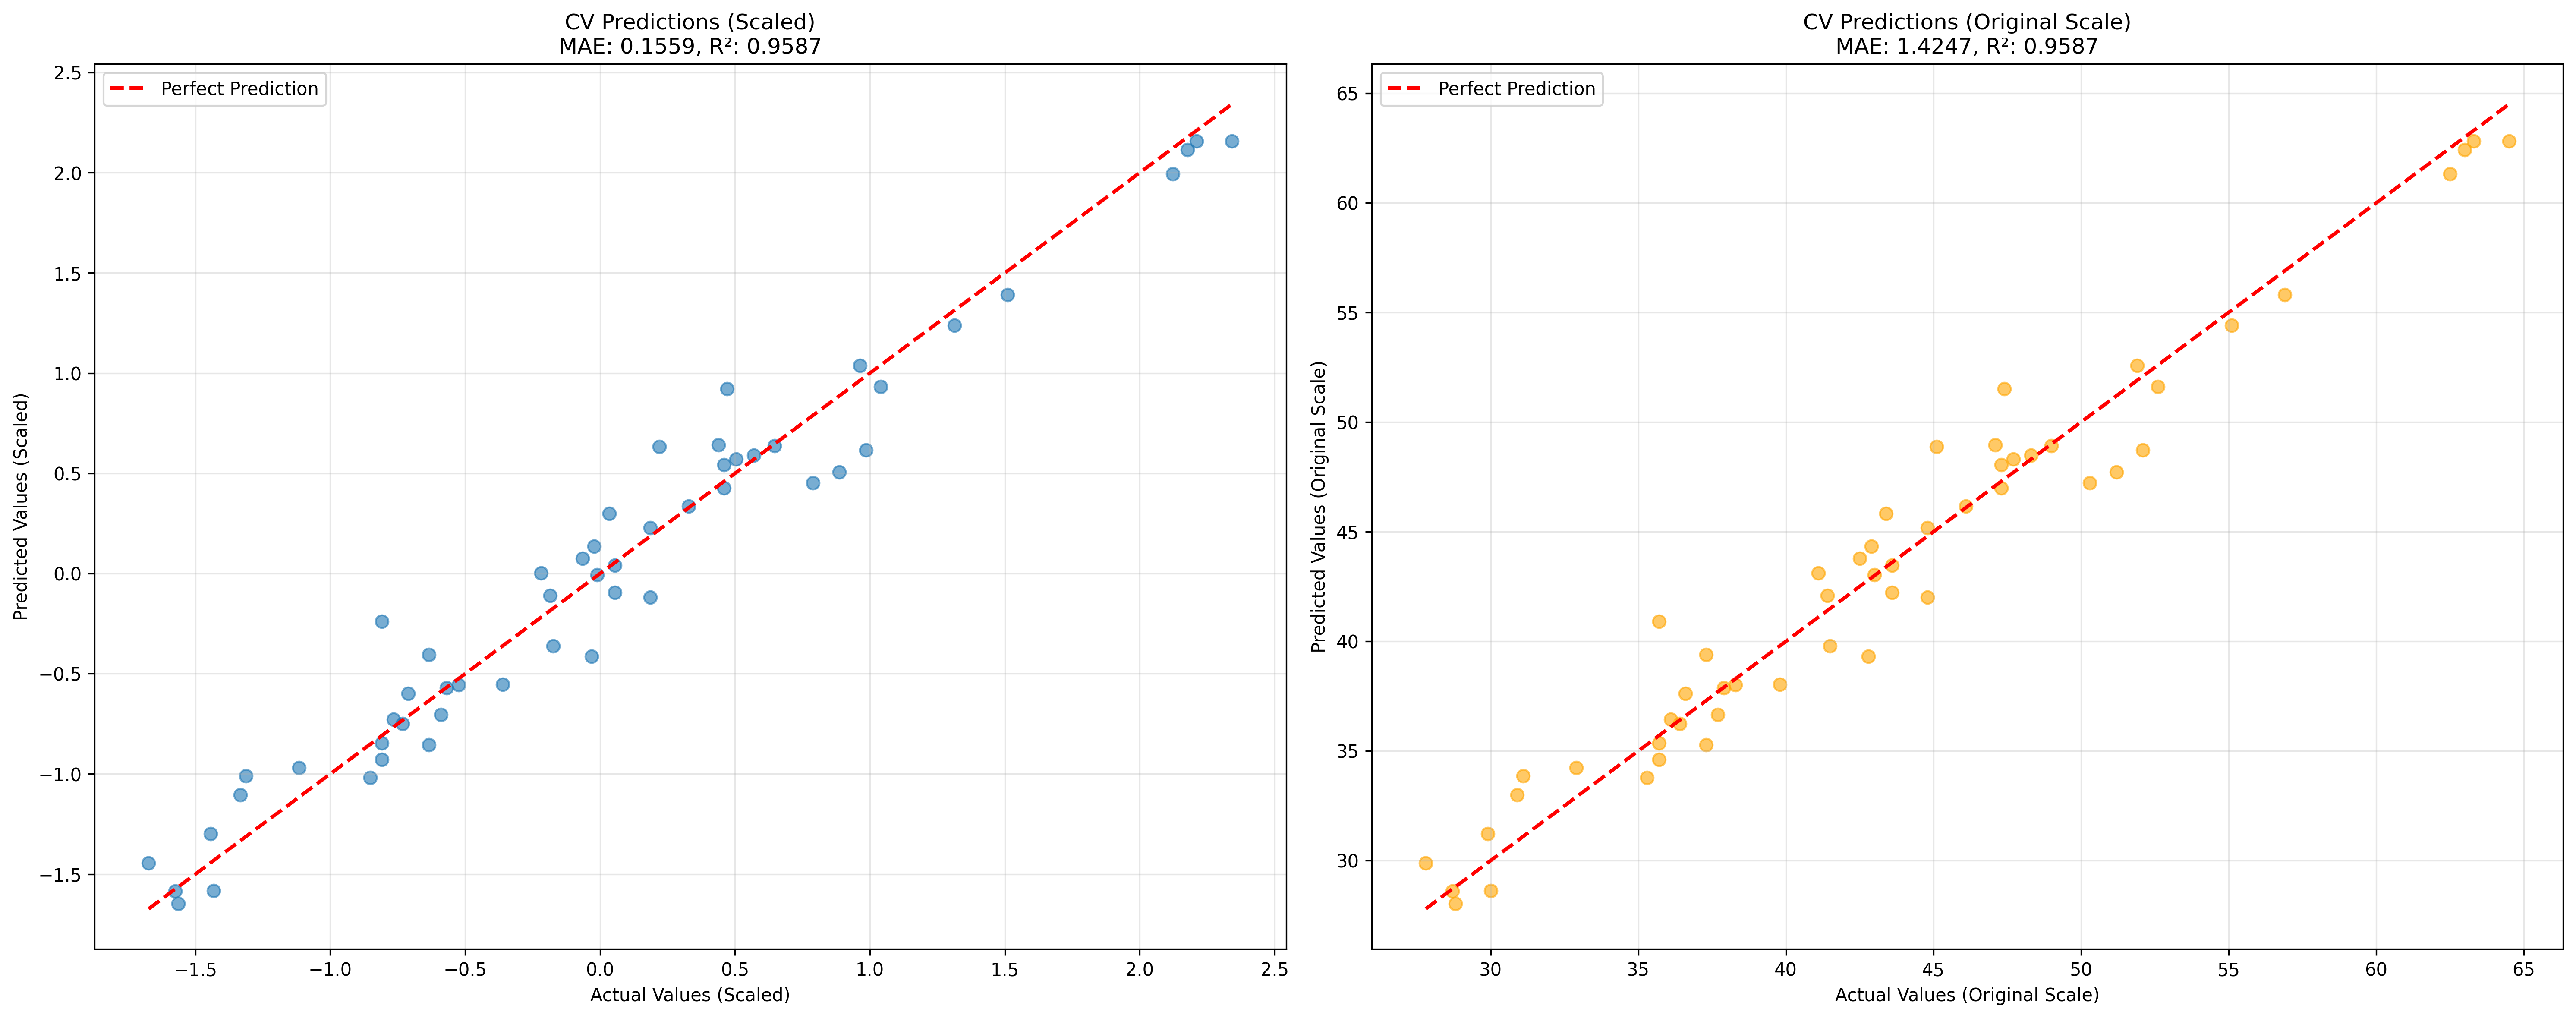 CV Predictions (Scaled)
MAE: 0.1559, R²: 0.9587
Perfect Prediction
2.5
2.0
1.5
1.0
0.5
0.0
−0.5
−1.0
−1.5
Predicted Values (Scaled)
−1.5 −1.0 −0.5 0.0 0.5 1.0 1.5 2.0 2.5
Actual Values (Scaled)
CV Predictions (Original Scale)
MAE: 1.4247, R²: 0.9587
Perfect Prediction
65
60
55
50
45
40
35
30
Predicted Values (Original Scale)
30 35 40 45 50 55 60 65
Actual Values (Original Scale)